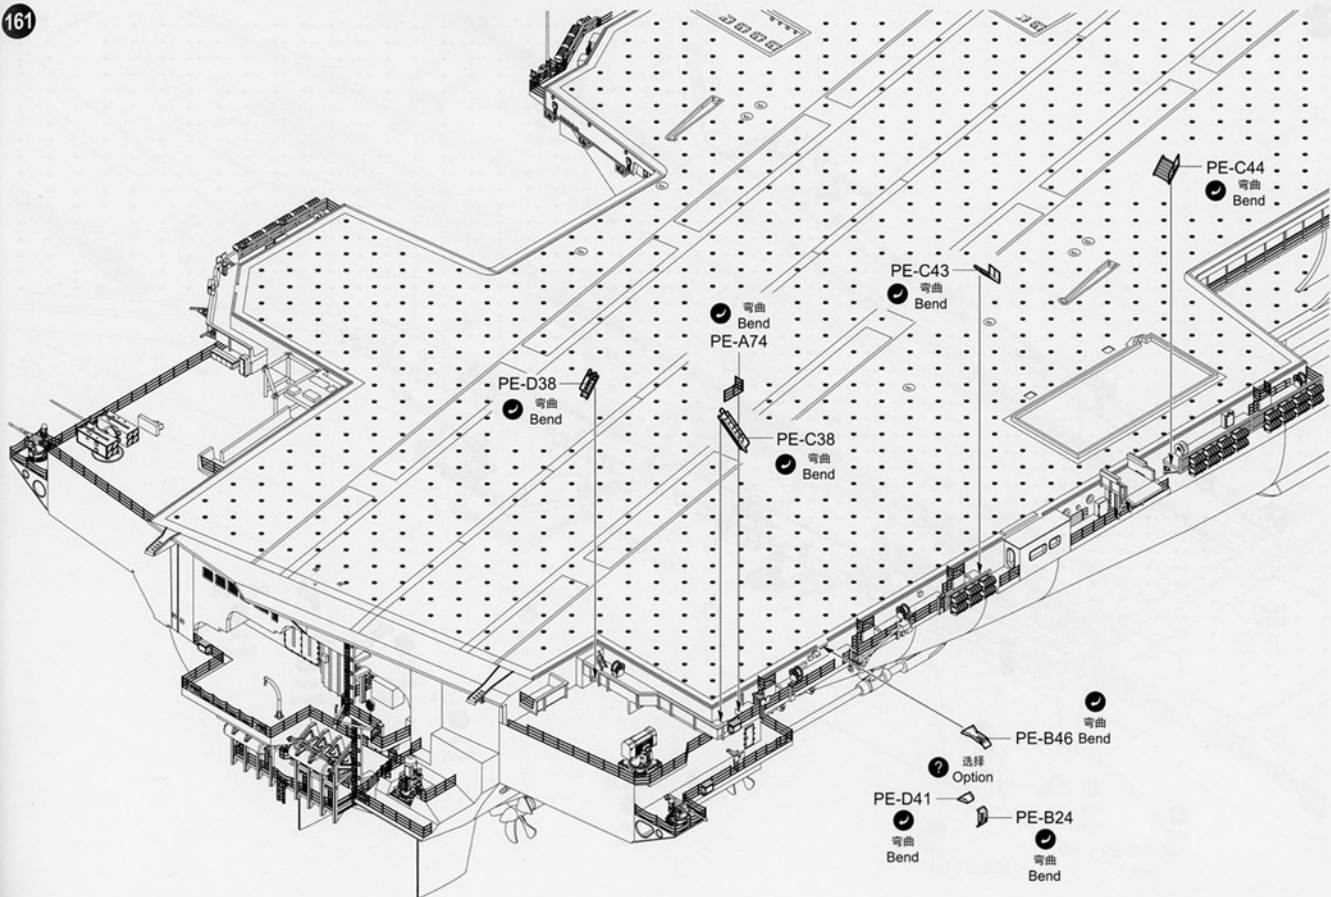 161
PE-C44
弯曲
Bend
PE-C43
弯曲
Bend
弯曲
Bend
PE-A74
PE-D38
弯曲
Bend
PE-C38
弯曲
Bend
弯曲
PE-B46 Bend
? 选择
Option
PE-D41
弯曲
Bend
PE-B24
弯曲
Bend